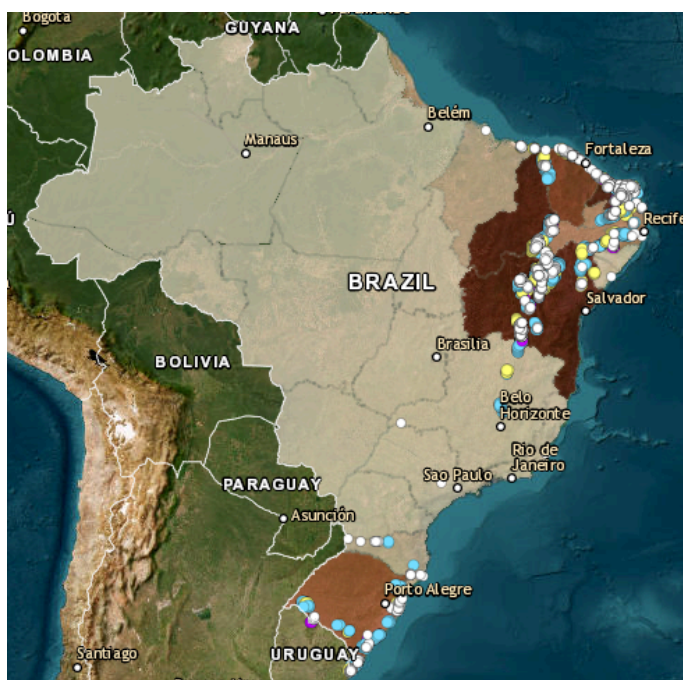 Bogota
GUYANA
OLOMBIA
Belém
Manaus
Fortaleza
Ú
Recife
BRAZIL
Salvador
Brasilia
BOLIVIA
Belo
Horizonte
Rio de
Janeiro
Sao Paulo
PARAGUAY
Asunción
Porto Alegre
Santiago
URUGUAY